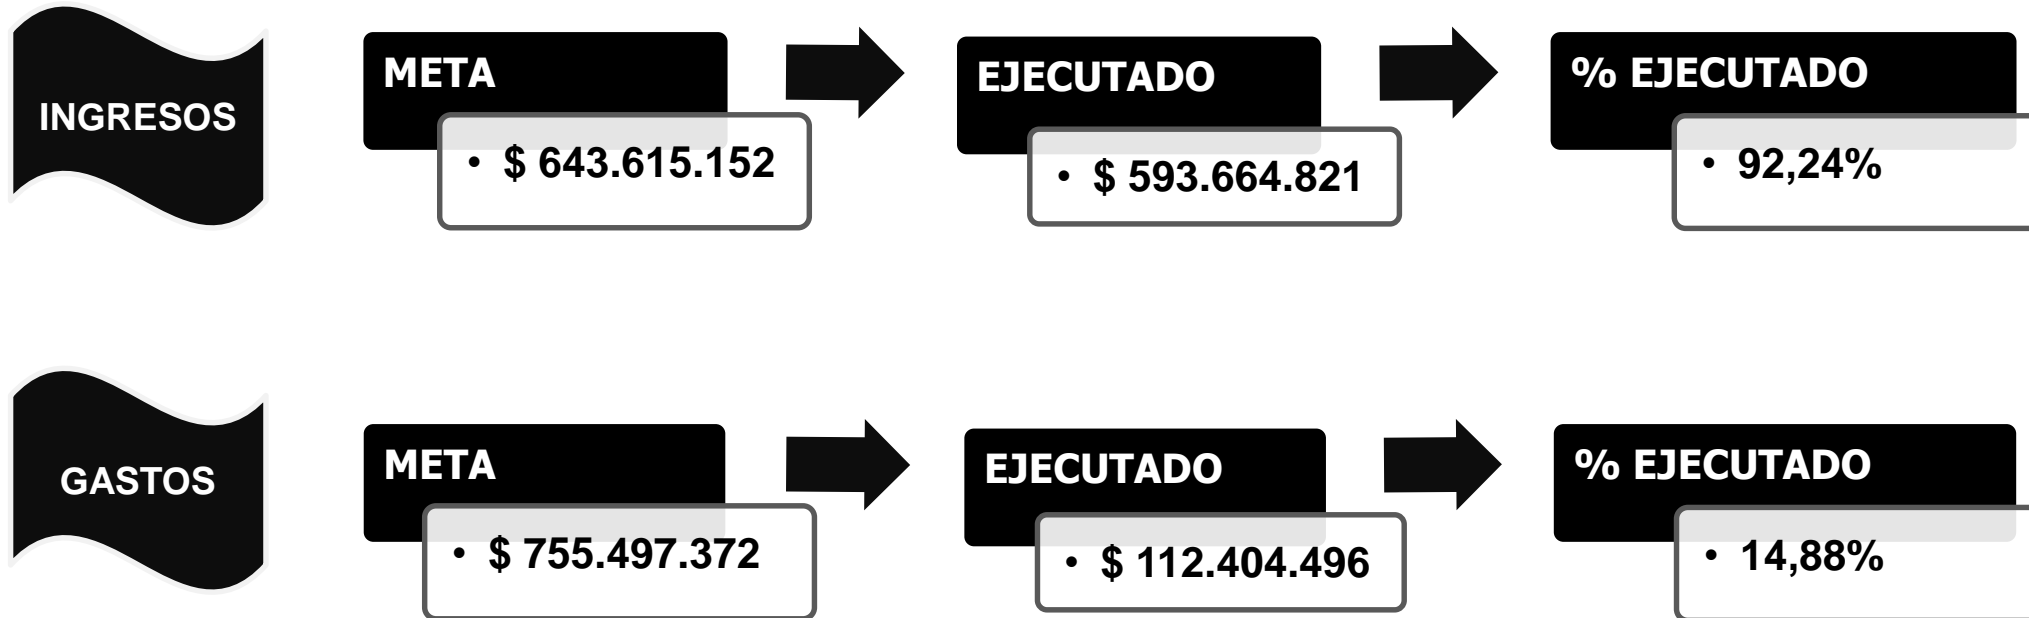 INGRESOS
META
• $ 643.615.152
EJECUTADO
• $ 593.664.821
% EJECUTADO
• 92,24%
GASTOS
META
• $ 755.497.372
EJECUTADO
• $ 112.404.496
% EJECUTADO
• 14,88%